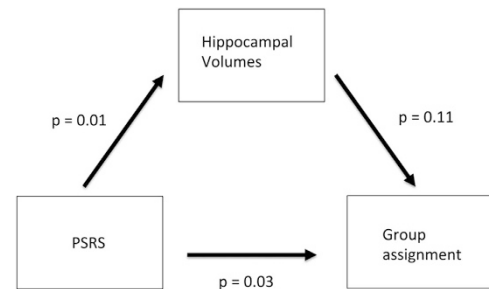 Hippocampal
Volumes
p = 0.01
p = 0.11
PSRS
Group
assignment
p = 0.03